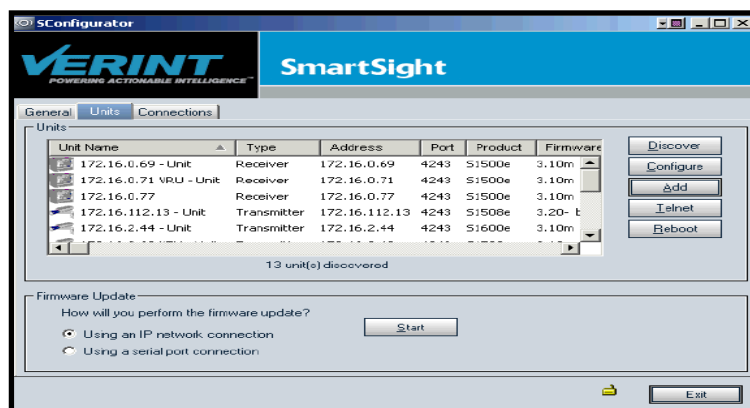 SConfigurator
VERINT
POWERING ACTIONABLE INTELLIGENCE
SmartSight
General Units Connections
Units
Unit Name Type Address Port Product Firmware
172.16.0.69 - Unit Receiver 172.16.0.69 4243 S1500e 3.10m
172.16.0.71 VRU - Unit Receiver 172.16.0.71 4243 S1500e 3.10m
172.16.0.77 Receiver 172.16.0.77 4243 S1500e 3.10m
172.16.112.13 - Unit Transmitter 172.16.112.13 4243 S1508e 3.20- b
172.16.2.44 - Unit Transmitter 172.16.2.44 4243 S1600e 3.10m
Discover
Configure
Add
Telnet
Reboot
13 unit(s) discovered
Firmware Update
How will you perform the firmware update?
Using an IP network connection
Using a serial port connection
Start
Exit